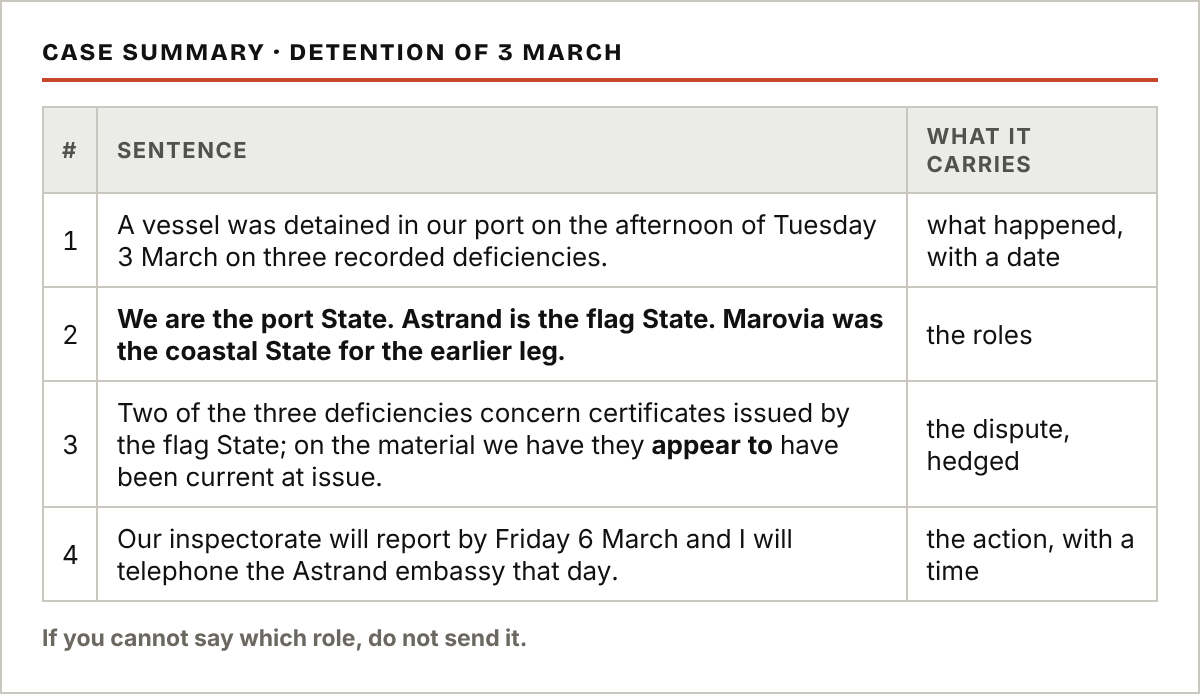 CASE SUMMARY · DETENTION OF 3 MARCH
# SENTENCE WHAT IT
CARRIES
1 A vessel was detained in our port on the afternoon of Tuesday what happened,
3 March on three recorded deficiencies. with a date
2 We are the port State. Astrand is the flag State. Marovia was the roles
the coastal State for the earlier leg.
3 Two of the three deficiencies concern certificates issued by the dispute,
the flag State; on the material we have they appear to have hedged
been current at issue.
4 Our inspectorate will report by Friday 6 March and I will the action, with a
telephone the Astrand embassy that day. time
If you cannot say which role, do not send it.